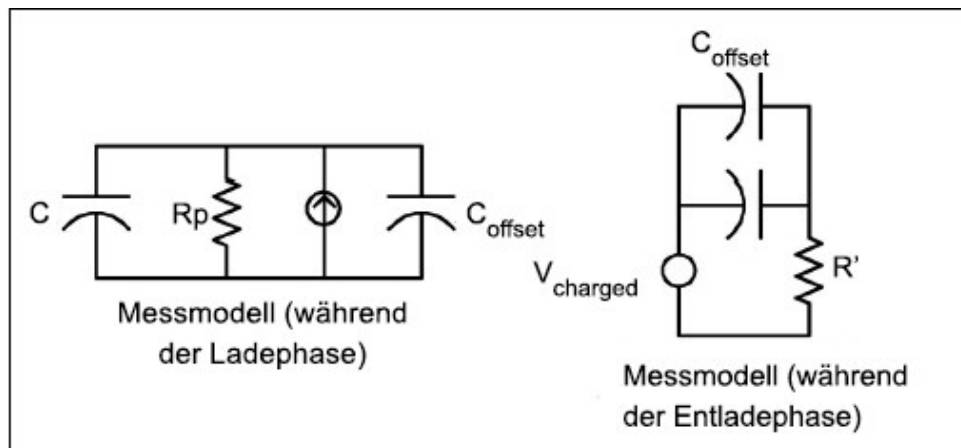 C
Rp
C offset
Messmodell (während
der Ladephase)
C offset
V charged
R'
Messmodell (während
der Entladephase)